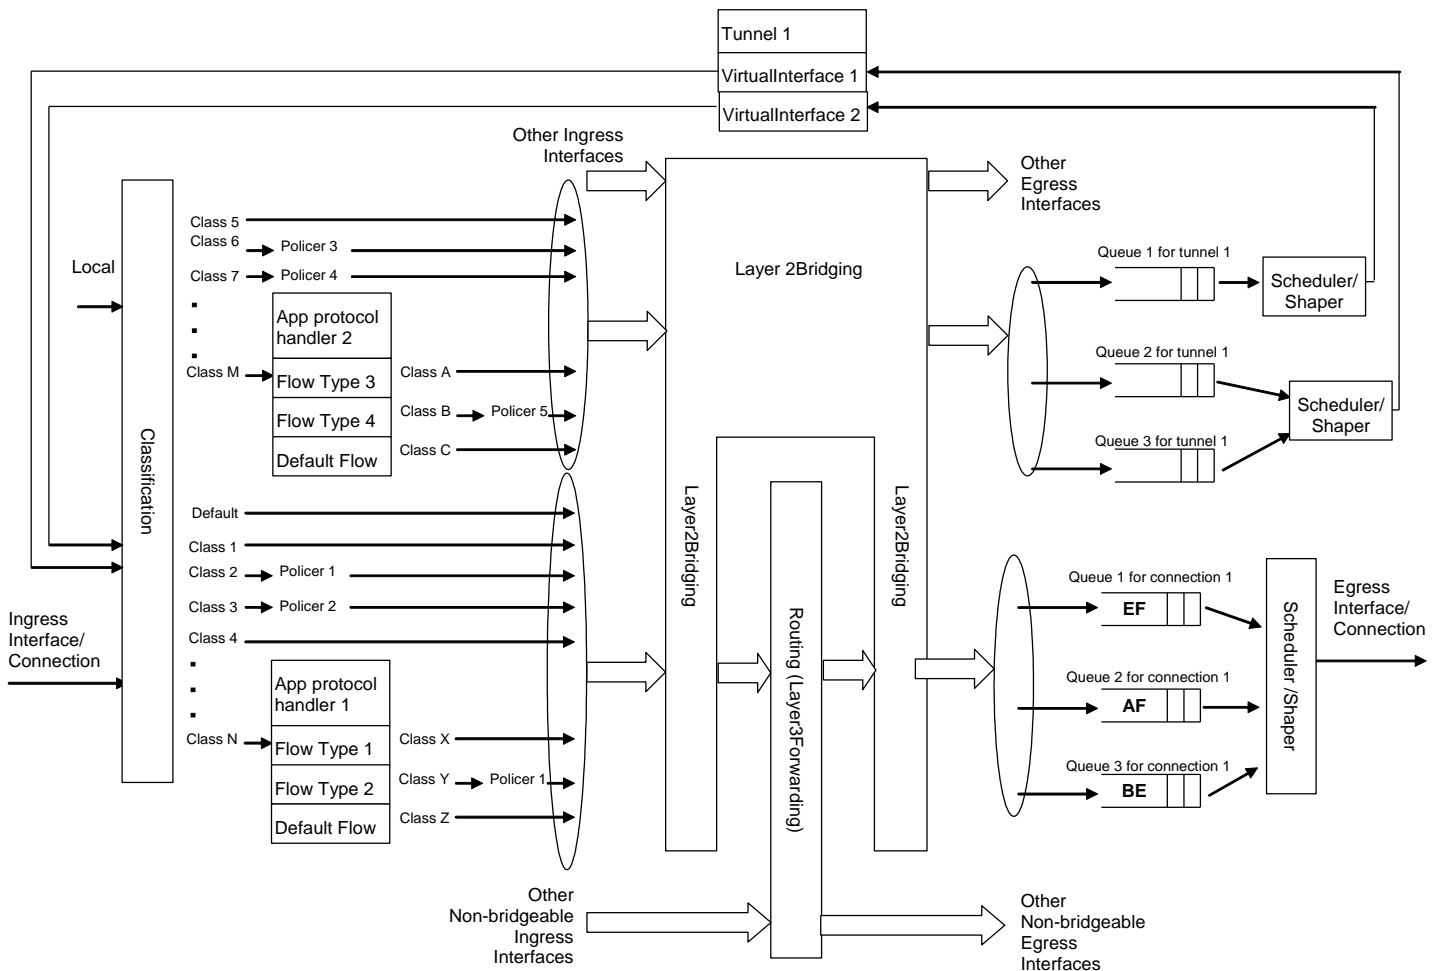 Tunnel 1
VirtualInterface 1
VirtualInterface 2
Other Ingress
Interfaces
Other
Egress
Interfaces
Local
Classification
Class 5
Class 6
Policer 3
Class 7
Policer 4
App protocol
handler 2
Class M
Flow Type 3
Flow Type 4
Default Flow
Class A
Class B
Policer 5
Class C
Default
Class 1
Class 2
Policer 1
Class 3
Policer 2
Class 4
App protocol
handler 1
Class N
Flow Type 1
Flow Type 2
Default Flow
Class X
Class Y
Policer 1
Class Z
Ingress
Interface/
Connection
Layer 2Bridging
Layer2Bridging
Routing (Layer3Forwarding)
Layer2Bridging
Queue 1 for tunnel 1
Scheduler/
Shaper
Queue 2 for tunnel 1
Scheduler/
Shaper
Queue 3 for tunnel 1
Queue 1 for connection 1
EF
Queue 2 for connection 1
AF
Queue 3 for connection 1
BE
Scheduler /Shaper
Egress
Interface/
Connection
Other
Non-bridgeable
Ingress
Interfaces
Other
Non-bridgeable
Egress
Interfaces